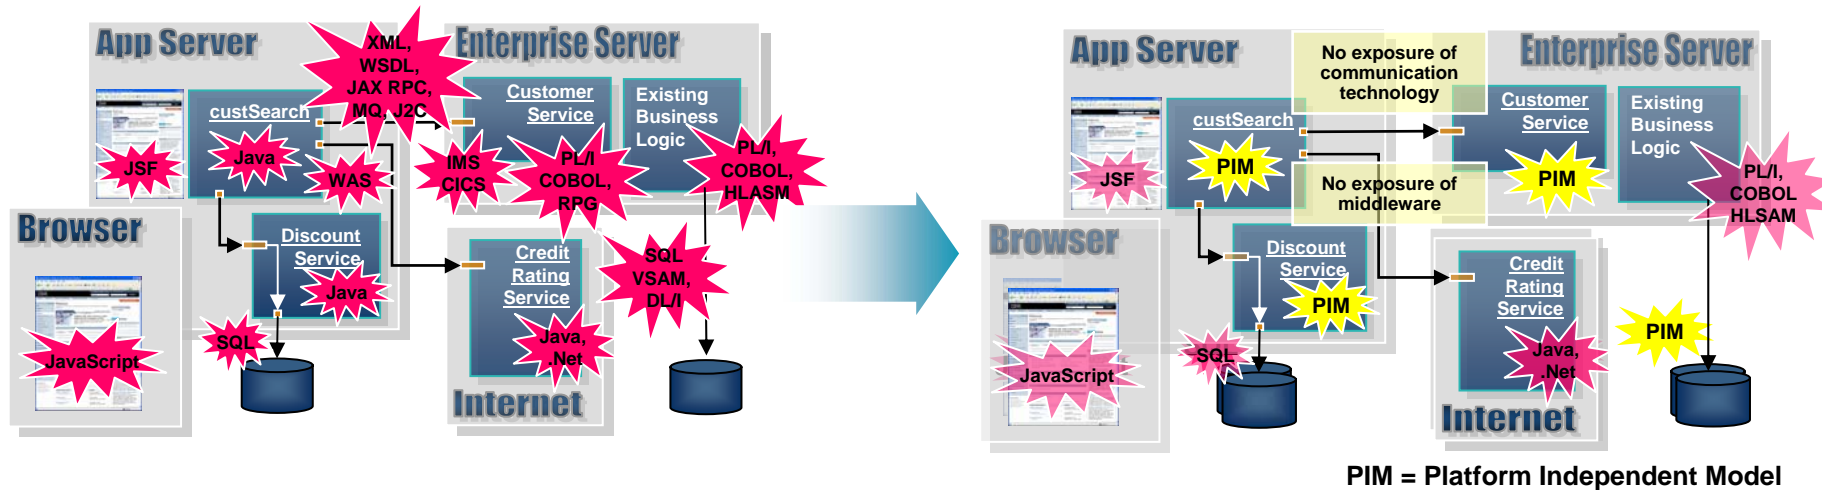 App Server
XML,
WSDL,
JAX RPC,
MQ, J2C
Enterprise Server
custSearch
Java
JSF
WAS
Customer
Service
IMS
CICS
PL/I
COBOL,
RPG
Existing
Business
Logic
PL/I,
COBOL,
HLASM
Browser
JavaScript
Discount
Service
Java
SQL
Credit
Rating
Service
Java,
.Net
SQL
VSAM,
DL/I
Internet
App Server
No exposure of
communication
technology
Enterprise Server
custSearch
PIM
JSF
No exposure of
middleware
Customer
Service
PIM
Existing
Business
Logic
PL/I,
COBOL
HLSAM
Browser
JavaScript
Discount
Service
PIM
SQL
Credit
Rating
Service
Java,
.Net
PIM
Internet
PIM = Platform Independent Model